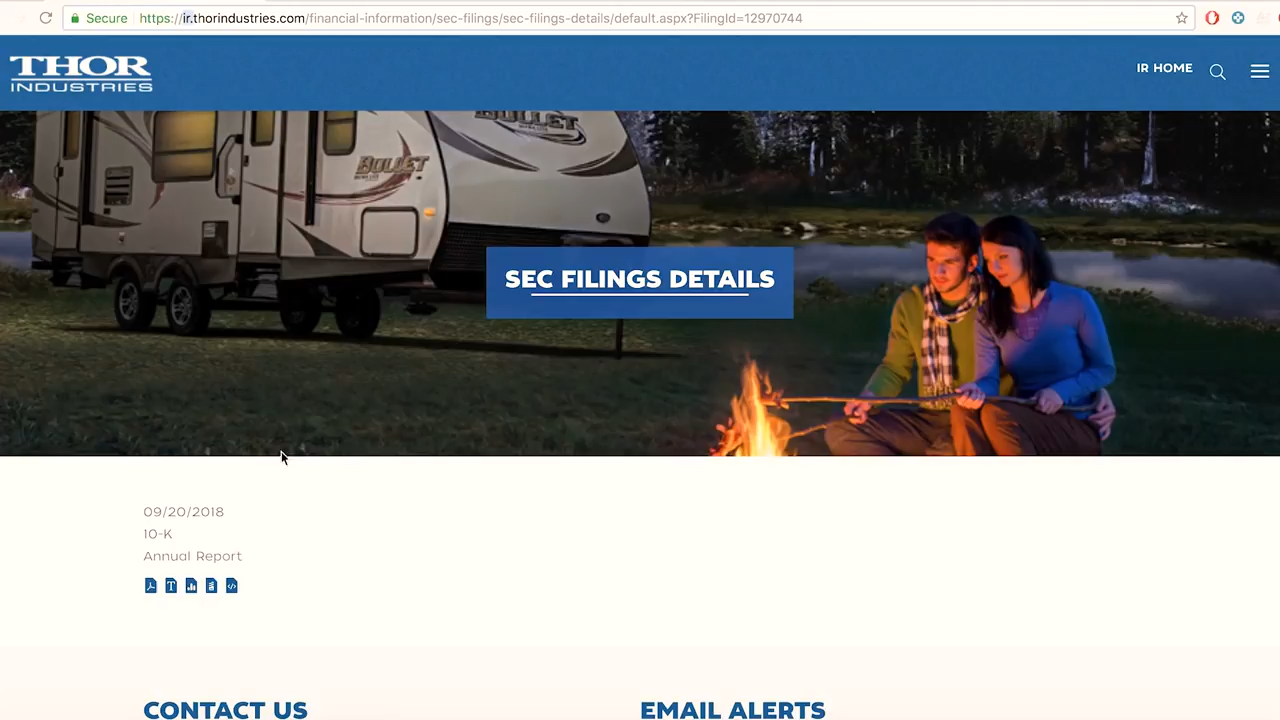 Secure
https://ir.thorindustries.com/financial-information/sec-filings/sec-filings-details/default.aspx?FilingId=12970744
THOR
INDUSTRIES
IR HOME
BULLET
BULLET
SEC FILINGS DETAILS
09/20/2018
10-K
Annual Report
CONTACT US
EMAIL ALERTS